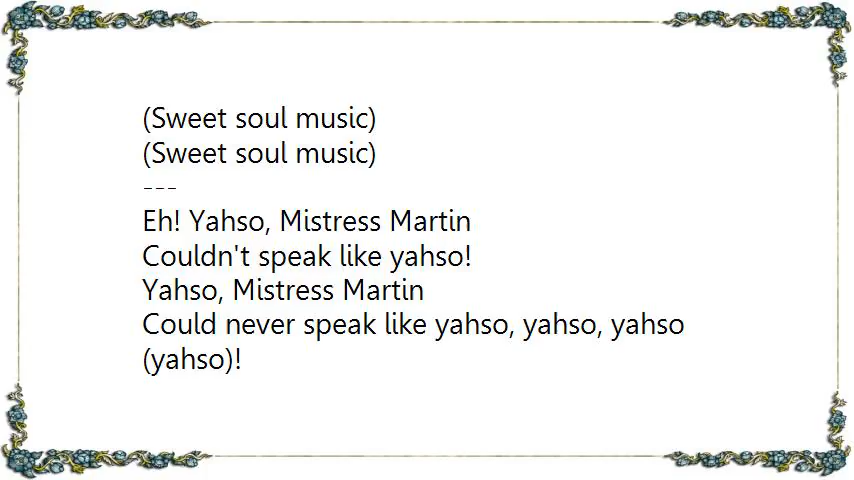 (Sweet soul music)
(Sweet soul music)
---
Eh! Yahso, Mistress Martin
Couldn't speak like yahso!
Yahso, Mistress Martin
Could never speak like yahso, yahso, yahso
(yahso)!